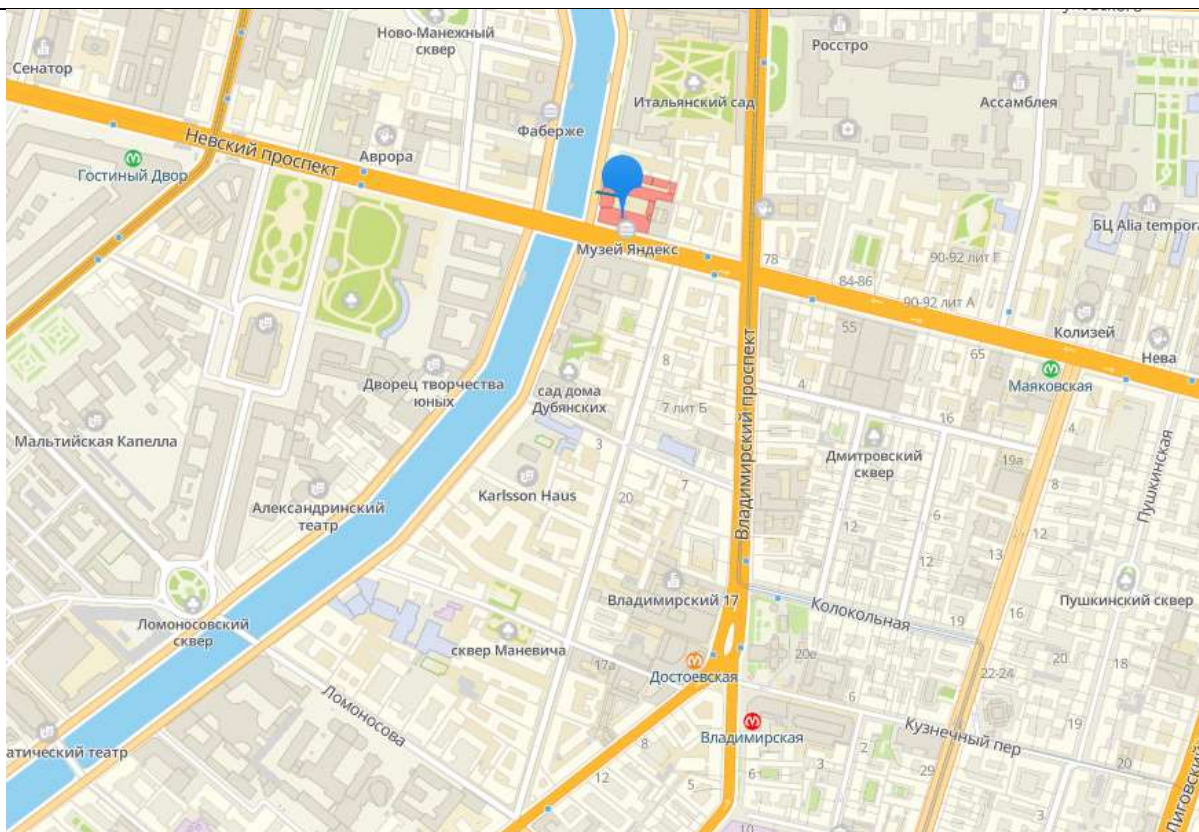 Ново-Манежный
сквер
Сенатор
Росстро
Ассамблея
Итальянский сад
Фаберже
Невский проспект
Аврора
Гостиный Двор
Музей Яндекс
78
84-86
90-92 лит Г
90-92 лит А
БЦ Alia tempora
Колизей
Нева
55
65
Маяковская
Дворец творчества
юных
сад дома
Дубянских
8
4
7 лит Б
16
4
Мальтийская Капелла
3
Владимирский проспект
Дмитровский
сквер
19а
8
Пушкинская
Karlsson Haus
20
7
Александринский
театр
12
6
12
13
12
Владимирский 17
Колокольная
19
16
Пушкинский сквер
Ломоносовский
сквер
сквер Маневича
17а
Достоевская
20е
22-24
20
18
6
Ломоносова
Владимирская
Кузнечный пер
19
атический театр
8
12
5
6
3
2
29
20
3
4
10
Лиговский